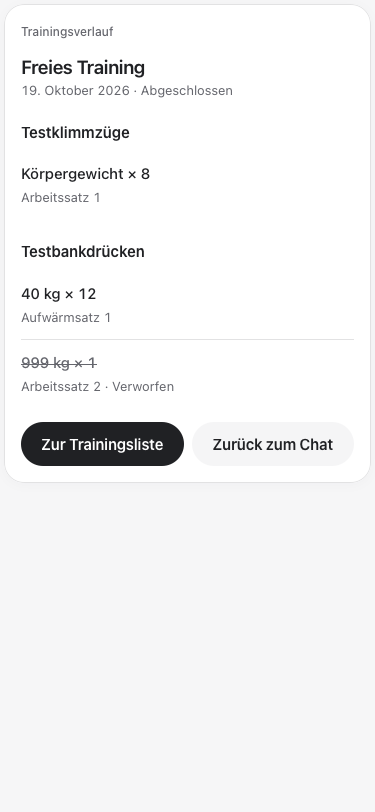 Trainingsverlauf
Freies Training
19. Oktober 2026 · Abgeschlossen
Testklimmzüge
Körpergewicht × 8
Arbeitssatz 1
Testbankdrücken
40 kg × 12
Aufwärmsatz 1
999 kg × 1
Arbeitssatz 2 · Verworfen
Zur Trainingsliste
Zurück zum Chat